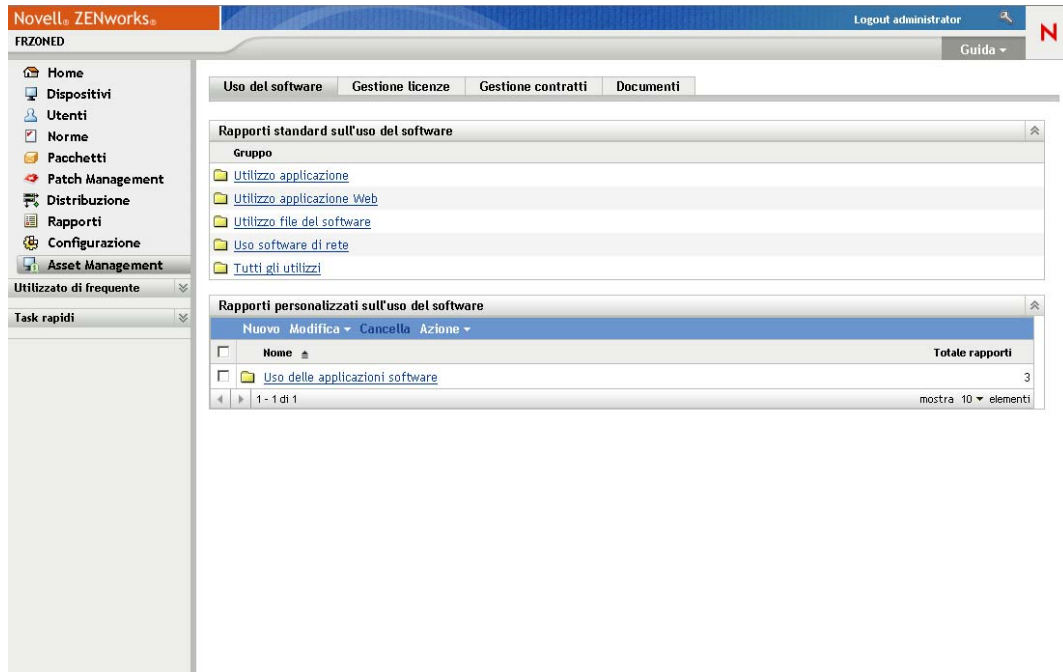 Novell® ZENworks®
Logout administrator
N
FRZONED
Guida
Home
Dispositivi
Utenti
Norme
Pacchetti
Patch Management
Distribuzione
Rapporti
Configurazione
Asset Management
Utilizzato di frequente
Task rapidi
Uso del software Gestione licenze Gestione contratti Documenti
Rapporti standard sull'uso del software
Gruppo
Utilizzo applicazione
Utilizzo applicazione Web
Utilizzo file del software
Uso software di rete
Tutti gli utilizzi
Rapporti personalizzati sull'uso del software
Nuovo Modifica Cancella Azione
Nome Totale rapporti
Uso delle applicazioni software 3
1 - 1 di 1 mostra 10 elementi